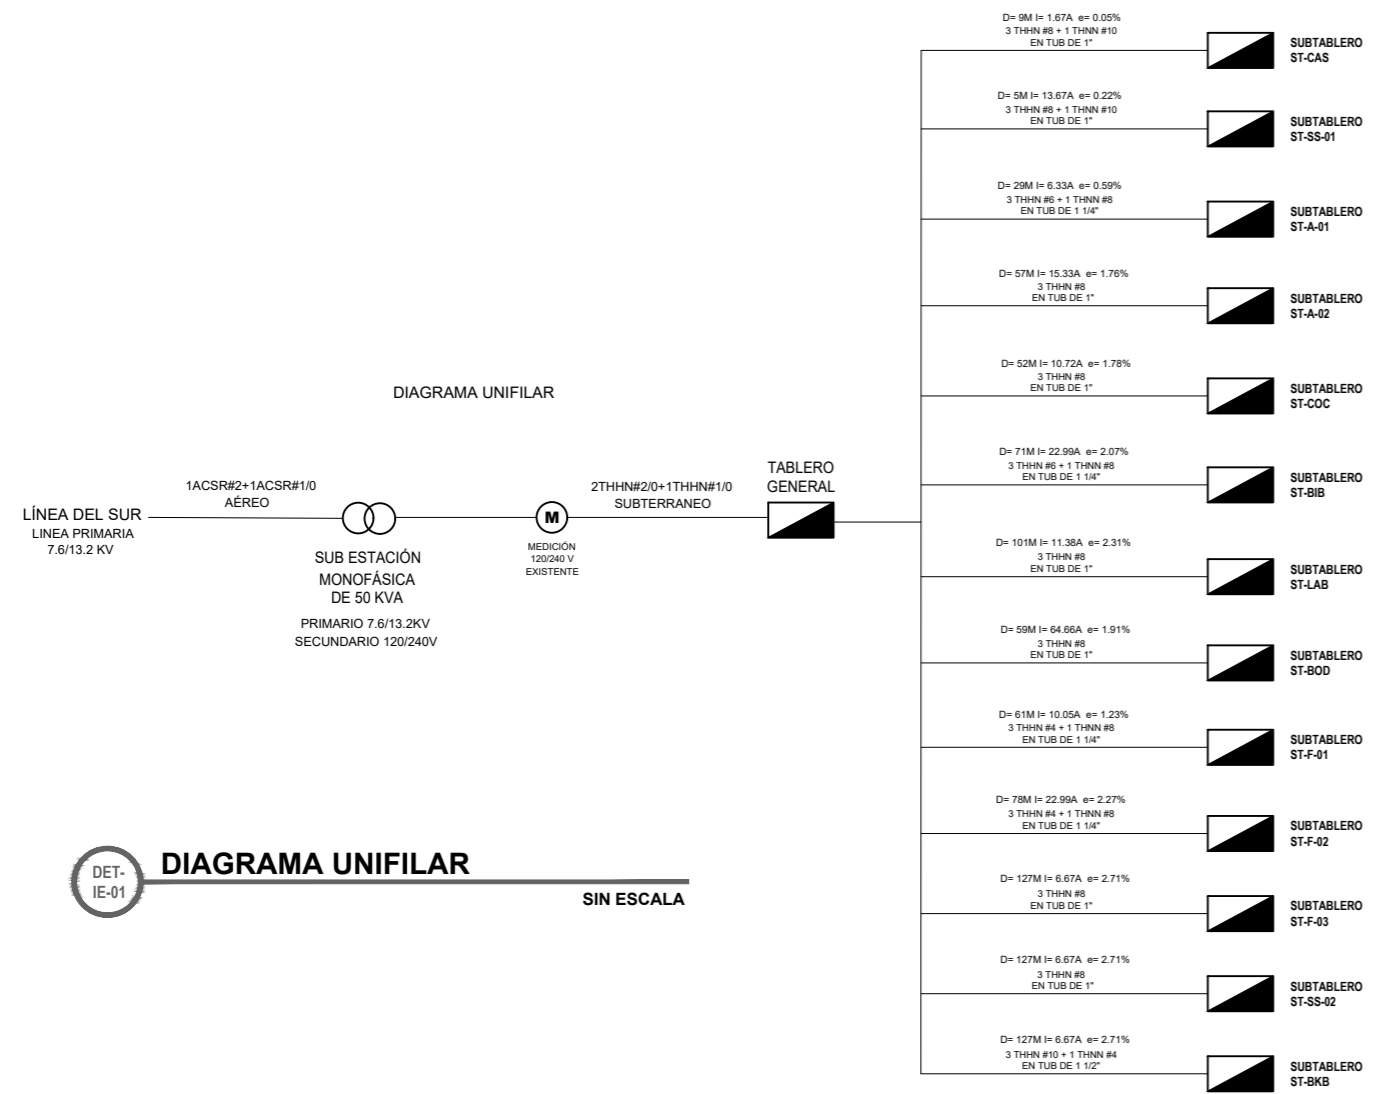 DIAGRAMA UNIFILAR
LÍNEA DEL SUR
LINEA PRIMARIA
7.6/13.2 KV
1ACSR#2+1ACSR#1/0
AÉREO
SUB ESTACIÓN
MONOFÁSICA
DE 50 KVA
PRIMARIO 7.6/13.2KV
SECUNDARIO 120/240V
M
MEDICIÓN
120/240 V
EXISTENTE
2THHN#2/0+1THHN#1/0
SUBTERRANEO
TABLERO
GENERAL
D= 9M I= 1.67A e= 0.05%
3 THHN #8 + 1 THNN #10
EN TUB DE 1"
SUBTABLERO
ST-CAS
D= 5M I= 13.67A e= 0.22%
3 THHN #8 + 1 THNN #10
EN TUB DE 1"
SUBTABLERO
ST-SS-01
D= 29M I= 6.33A e= 0.59%
3 THHN #6 + 1 THNN #8
EN TUB DE 1 1/4"
SUBTABLERO
ST-A-01
D= 57M I= 15.33A e= 1.76%
3 THHN #8
EN TUB DE 1"
SUBTABLERO
ST-A-02
D= 52M I= 10.72A e= 1.78%
3 THHN #8
EN TUB DE 1"
SUBTABLERO
ST-COC
D= 71M I= 22.99A e= 2.07%
3 THHN #6 + 1 THNN #8
EN TUB DE 1 1/4"
SUBTABLERO
ST-BIB
D= 101M I= 11.38A e= 2.31%
3 THHN #8
EN TUB DE 1"
SUBTABLERO
ST-LAB
D= 59M I= 64.66A e= 1.91%
3 THHN #8
EN TUB DE 1"
SUBTABLERO
ST-BOD
D= 61M I= 10.05A e= 1.23%
3 THHN #4 + 1 THNN #8
EN TUB DE 1 1/4"
SUBTABLERO
ST-F-01
D= 78M I= 22.99A e= 2.27%
3 THHN #4 + 1 THNN #8
EN TUB DE 1 1/4"
SUBTABLERO
ST-F-02
D= 127M I= 6.67A e= 2.71%
3 THHN #8
EN TUB DE 1"
SUBTABLERO
ST-F-03
D= 127M I= 6.67A e= 2.71%
3 THHN #8
EN TUB DE 1"
SUBTABLERO
ST-SS-02
D= 127M I= 6.67A e= 2.71%
3 THHN #10 + 1 THNN #4
EN TUB DE 1 1/2"
SUBTABLERO
ST-BKB
DET-
IE-01
DIAGRAMA UNIFILAR
SIN ESCALA